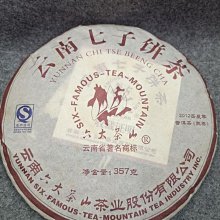 云南七子饼茶
YUNNAN CHI TSE BEENG CHA
SIX-FAMOUS-TEA-MOUNTAIN
六大茶山
®
云南省著名商标
净含量:357克
云南六大茶山茶业股份有限公司
YUNNAN SIX-FAMOUS-TEA-MOUNTAIN TEA INDUSTRY INC.